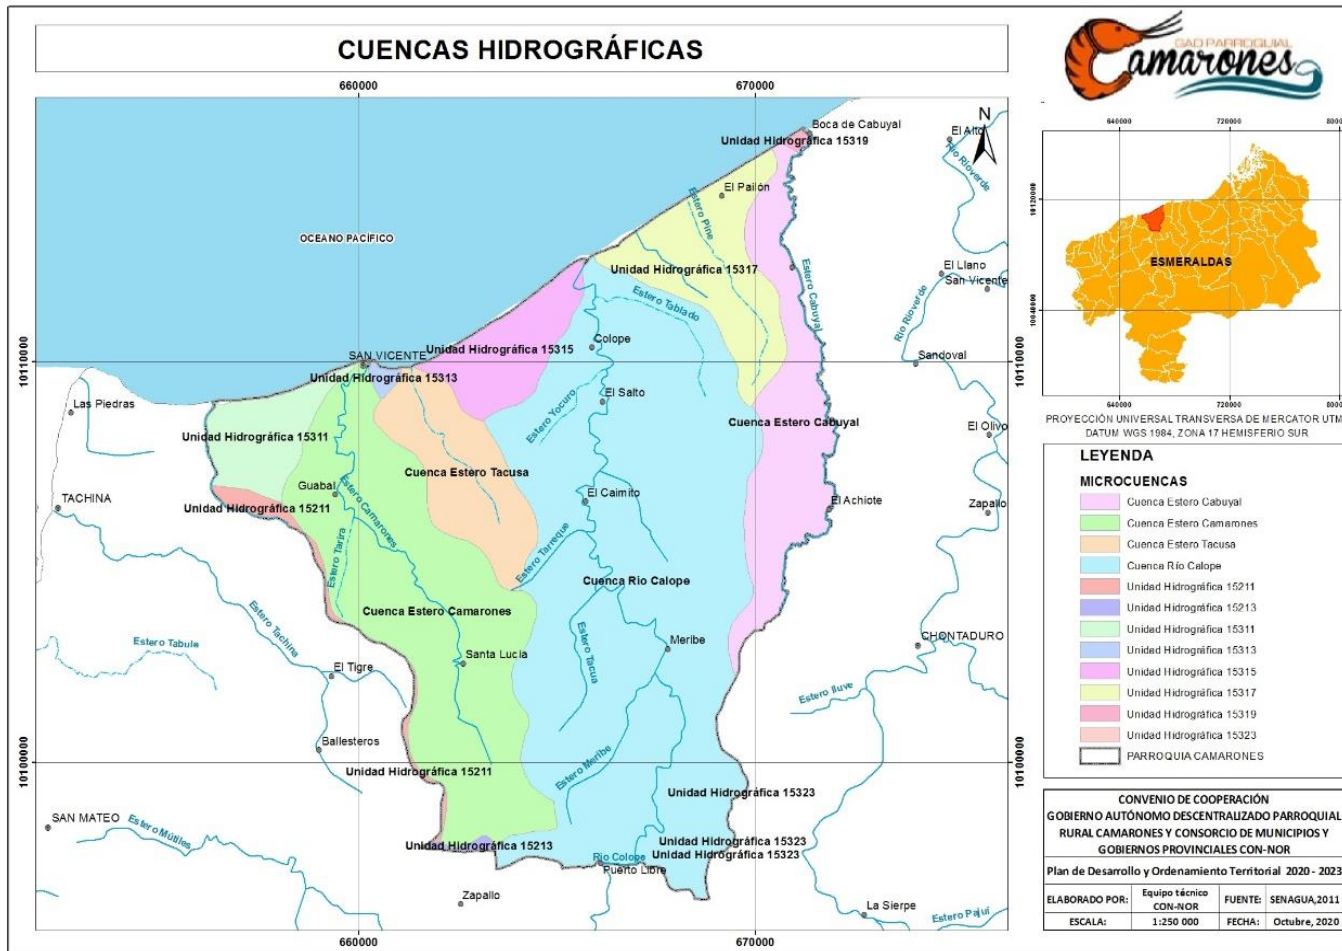 CUENCAS HIDROGRÁFICAS
GAD PARROQUIAL
Camarones
660000
670000
Boca de Cabuyal
El Alto
N
Unidad Hidrográfica 15319
Río Rioverde
El Pailón
Estero Pine
OCEANO PACÍFICO
Unidad Hidrográfica 15317
El Llano
San Vicente
Estero Cabuyal
Estero Tablado
Río Rioverde
Colope
Unidad Hidrográfica 15315
SAN VICENTE
Sandoval
10110000
10110000
Unidad Hidrográfica 15313
El Salto
Las Piedras
Estero Yocuro
Cuenca Estero Cabuyal
El Olivo
Unidad Hidrográfica 15311
Cuenca Estero Tacusa
Guabal
El Caimito
El Achiote
TACHINA
Unidad Hidrográfica 15211
Estero Camarones
Zapallo
Estero Tarira
Estero Tarreque
Cuenca Río Calope
Cuenca Estero Camarones
Estero Tachina
Estero Tabule
Meribe
CHONTADURO
Santa Lucia
El Tigre
Estero Tacua
Estero Iluve
Ballesteros
Estero Meribe
Unidad Hidrográfica 15211
10100000
10100000
Unidad Hidrográfica 15323
SAN MATEO
Estero Mútiles
Unidad Hidrográfica 15213
Unidad Hidrográfica 15323
Unidad Hidrográfica 15323
Río Colope
Puerto Libre
Zapallo
La Sierpe
Estero Pajuí
660000
670000
640000
720000
8000
10120000
ESMERALDAS
10040000
640000
720000
8000
PROYECCIÓN UNIVERSAL TRANSVERSA DE MERCATOR UTM
DATUM WGS 1984, ZONA 17 HEMISFERIO SUR
LEYENDA
MICROCUENCAS
Cuenca Estero Cabuyal
Cuenca Estero Camarones
Cuenca Estero Tacusa
Cuenca Río Calope
Unidad Hidrográfica 15211
Unidad Hidrográfica 15213
Unidad Hidrográfica 15311
Unidad Hidrográfica 15313
Unidad Hidrográfica 15315
Unidad Hidrográfica 15317
Unidad Hidrográfica 15319
Unidad Hidrográfica 15323
PARROQUIA CAMARONES
CONVENIO DE COOPERACIÓN
GOBIERNO AUTÓNOMO DESCENTRALIZADO PARROQUIAL
RURAL CAMARONES Y CONSORCIO DE MUNICIPIOS Y
GOBIERNOS PROVINCIALES CON-NOR
Plan de Desarrollo y Ordenamiento Territorial 2020 - 2023
ELABORADO POR: Equipo técnico CON-NOR FUENTE: SENAGUA,2011
ESCALA: 1:250 000 FECHA: Octubre, 2020